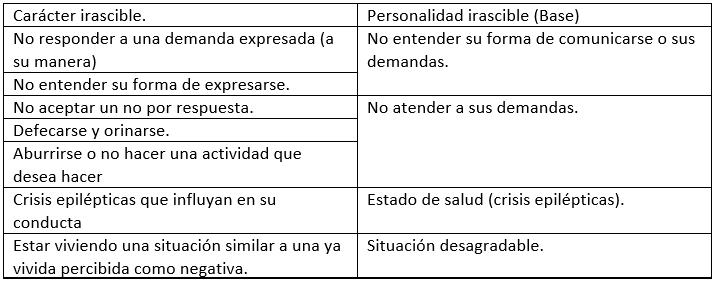 Carácter irascible.
Personalidad irascible (Base)
No responder a una demanda expresada (a
su manera)
No entender su forma de comunicarse o sus
demandas.
No entender su forma de expresarse.
No aceptar un no por respuesta.
No atender a sus demandas.
Defecarse y orinarse.
Aburrirse o no hacer una actividad que
desea hacer
Crisis epilépticas que influyan en su
conducta
Estado de salud (crisis epilépticas).
Estar viviendo una situación similar a una ya
vivida percibida como negativa.
Situación desagradable.